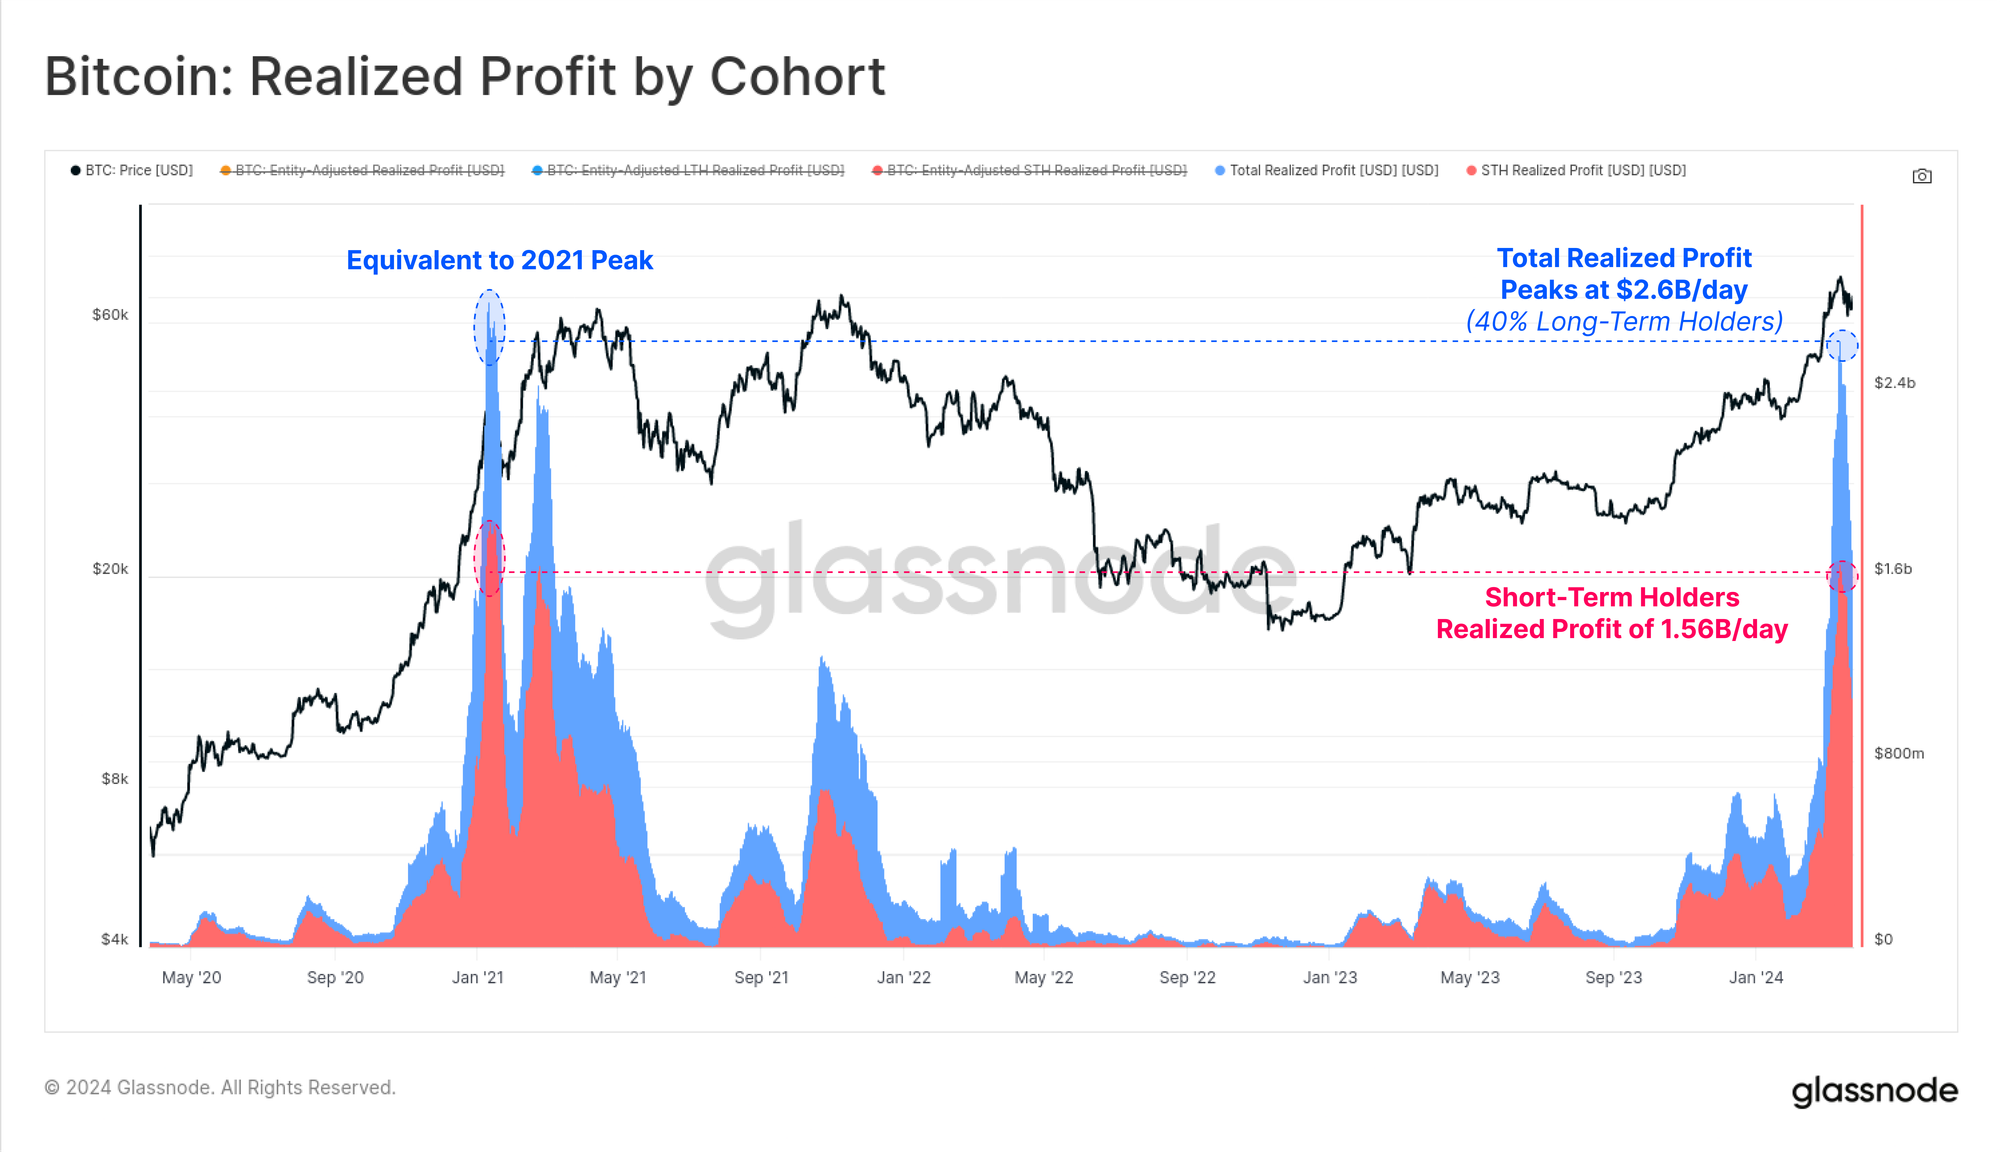 Bitcoin: Realized Profit by Cohort
BTC: Price [USD] BTC: Entity-Adjusted Realized Profit [USD] BTC: Entity-Adjusted LTH Realized Profit [USD] BTC: Entity-Adjusted STH Realized Profit [USD] Total Realized Profit [USD] [USD] STH Realized Profit [USD] [USD]
Equivalent to 2021 Peak
Total Realized Profit
Peaks at $2.6B/day
(40% Long-Term Holders)
$60k
$20k
$8k
$4k
$2.4b
$1.6b
$800m
$0
glassnode
Short-Term Holders
Realized Profit of 1.56B/day
May '20 Sep '20 Jan '21 May '21 Sep '21 Jan '22 May '22 Sep '22 Jan '23 May '23 Sep '23 Jan '24
© 2024 Glassnode. All Rights Reserved.
glassnode